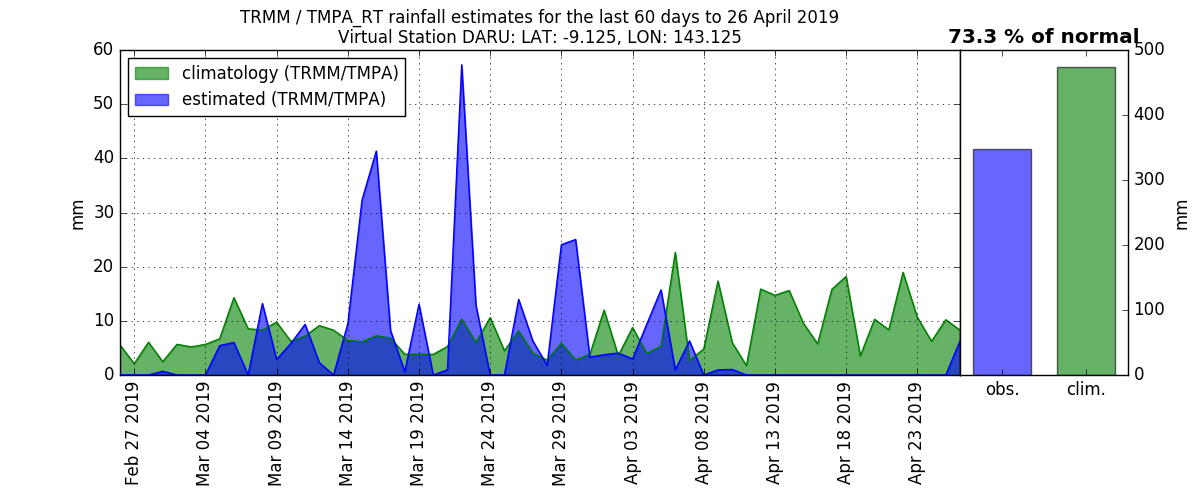 TRMM / TMPA_RT rainfall estimates for the last 60 days to 26 April 2019
Virtual Station DARU: LAT: -9.125, LON: 143.125
73.3 % of normal
climatology (TRMM/TMPA)
estimated (TRMM/TMPA)
60
50
40
30
20
10
0
mm
Feb 27 2019
Mar 04 2019
Mar 09 2019
Mar 14 2019
Mar 19 2019
Mar 24 2019
Mar 29 2019
Apr 03 2019
Apr 08 2019
Apr 13 2019
Apr 18 2019
Apr 23 2019
obs.
clim.
500
400
300
200
100
0
mm